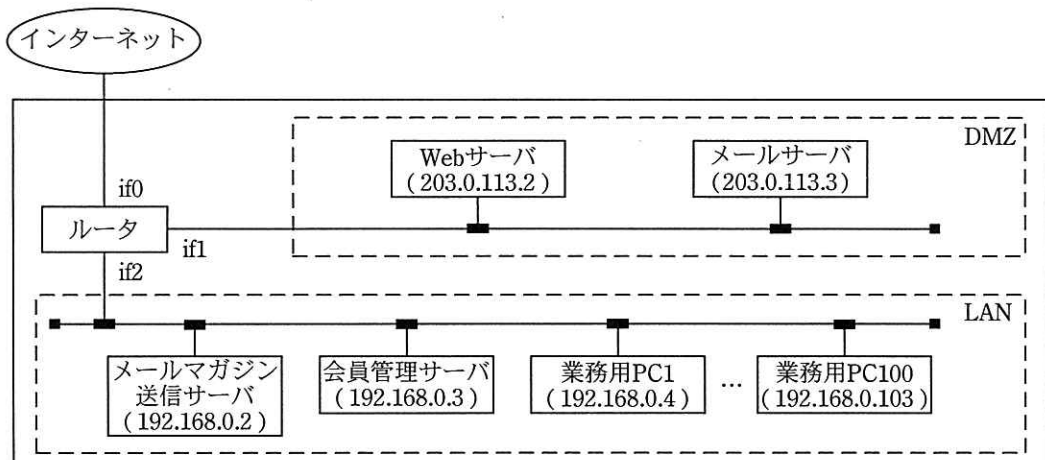 インターネット
DMZ
Webサーバ
(203.0.113.2)
メールサーバ
(203.0.113.3)
if0
ルータ
if1
if2
LAN
メールマガジン
送信サーバ
(192.168.0.2)
会員管理サーバ
(192.168.0.3)
業務用PC1
(192.168.0.4)
…
業務用PC100
(192.168.0.103)